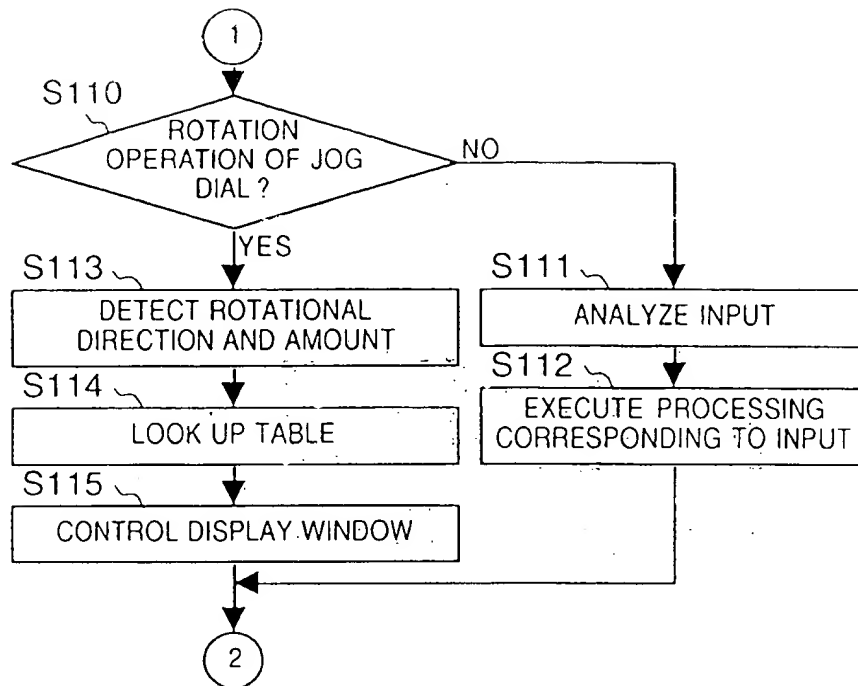 1
S110
ROTATION
OPERATION OF JOG
DIAL ?
NO
YES
S113
DETECT ROTATIONAL
DIRECTION AND AMOUNT
S111
ANALYZE INPUT
S114
LOOK UP TABLE
S112
EXECUTE PROCESSING
CORRESPONDING TO INPUT
S115
CONTROL DISPLAY WINDOW
2